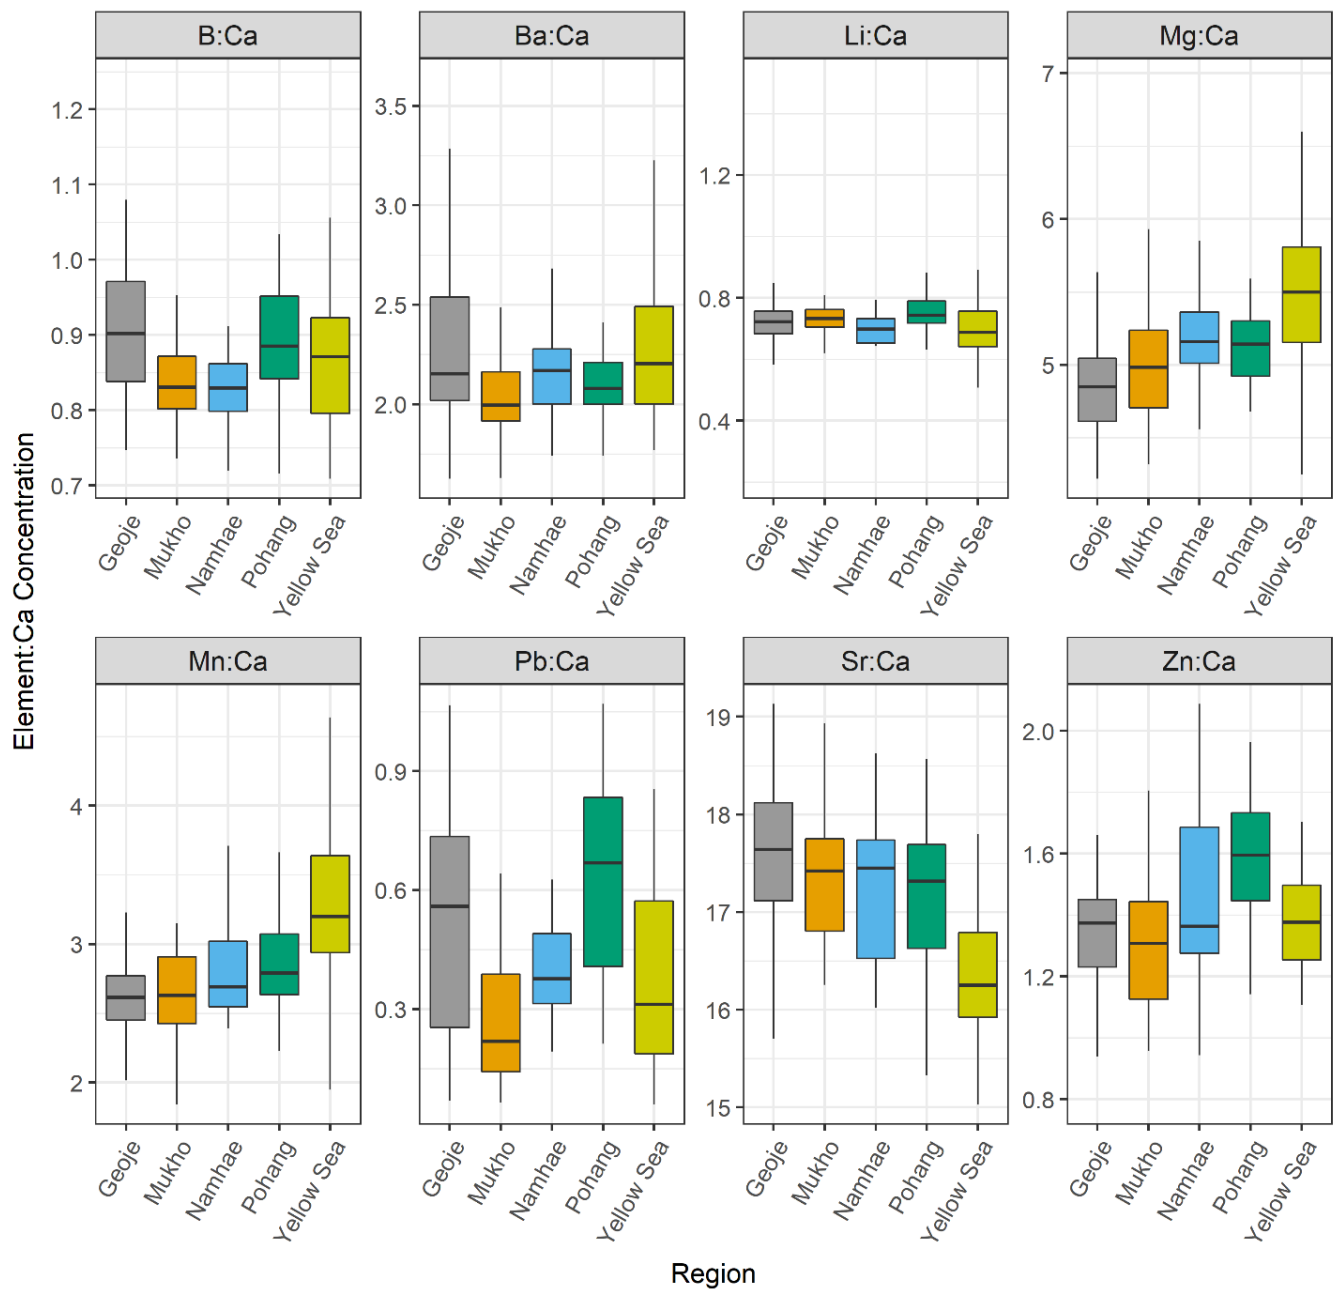 B:Ca
Ba:Ca
Li:Ca
Mg:Ca
1.2
1.1
1.0
0.9
0.8
0.7
3.5
3.0
2.5
2.0
1.2
0.8
0.4
7
6
5
Geoje
Mukho
Namhae
Pohang
Yellow Sea
Geoje
Mukho
Namhae
Pohang
Yellow Sea
Geoje
Mukho
Namhae
Pohang
Yellow Sea
Geoje
Mukho
Namhae
Pohang
Yellow Sea
Element:Ca Concentration
Mn:Ca
Pb:Ca
Sr:Ca
Zn:Ca
4
3
2
0.9
0.6
0.3
19
18
17
16
15
2.0
1.6
1.2
0.8
Geoje
Mukho
Namhae
Pohang
Yellow Sea
Geoje
Mukho
Namhae
Pohang
Yellow Sea
Geoje
Mukho
Namhae
Pohang
Yellow Sea
Geoje
Mukho
Namhae
Pohang
Yellow Sea
Region